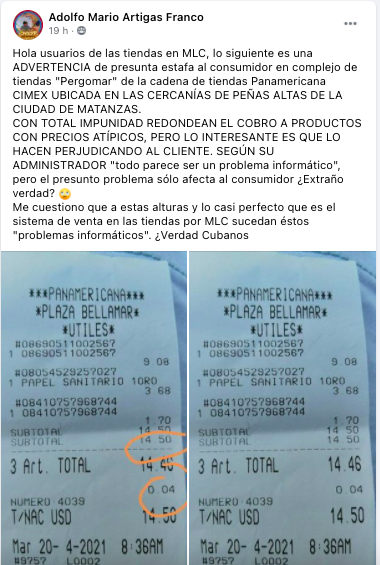 Adolfo Mario Artigas Franco
19 h
Hola usuarios de las tiendas en MLC, lo siguiente es una
ADVERTENCIA de presunta estafa al consumidor en complejo de
tiendas "Pergomar" de la cadena de tiendas Panamericana
CIMEX UBICADA EN LAS CERCANÍAS DE PEÑAS ALTAS DE LA
CIUDAD DE MATANZAS.
CON TOTAL IMPUNIDAD REDONDEAN EL COBRO A PRODUCTOS
CON PRECIOS ATÍPICOS, PERO LO INTERESANTE ES QUE LO
HACEN PERJUDICANDO AL CLIENTE. SEGÚN SU
ADMINISTRADOR "todo parece ser un problema informático",
pero el presunto problema sólo afecta al consumidor ¿Extraño
verdad? 🙄
Me cuestiono que a estas alturas y lo casi perfecto que es el
sistema de venta en las tiendas por MLC sucedan éstos
"problemas informáticos". ¿Verdad Cubanos
***PANAMERICANA***
*PLAZA BELLAMAR*
*UTILES*
#08690511002567
1 08690511002567
9 08
#08054529257027
1 PAPEL SANITARIO 10RO
3 68
#08410757968744
1 08410757968744
1.70
SUBTOTAL 14 50
SUBTOTAL 14 50
3 Art. TOTAL 14.46
0.04
NUMERO 4039
T/NAC USD 14.50
Mar 20- 4-2021 8:36AM
#9757 L0002
***PANAMERICANA***
*PLAZA BELLAMAR*
*UTILES*
#08690511002567
1 08690511002567
9 08
#08054529257027
1 PAPEL SANITARIO 10RO
3 68
#08410757968744
1 08410757968744
1.70
SUBTOTAL 14 50
SUBTOTAL 14 50
3 Art. TOTAL 14.46
0.04
NUMERO 4039
T/NAC USD 14.50
Mar 20- 4-2021 8:36AM
#9757 L0002